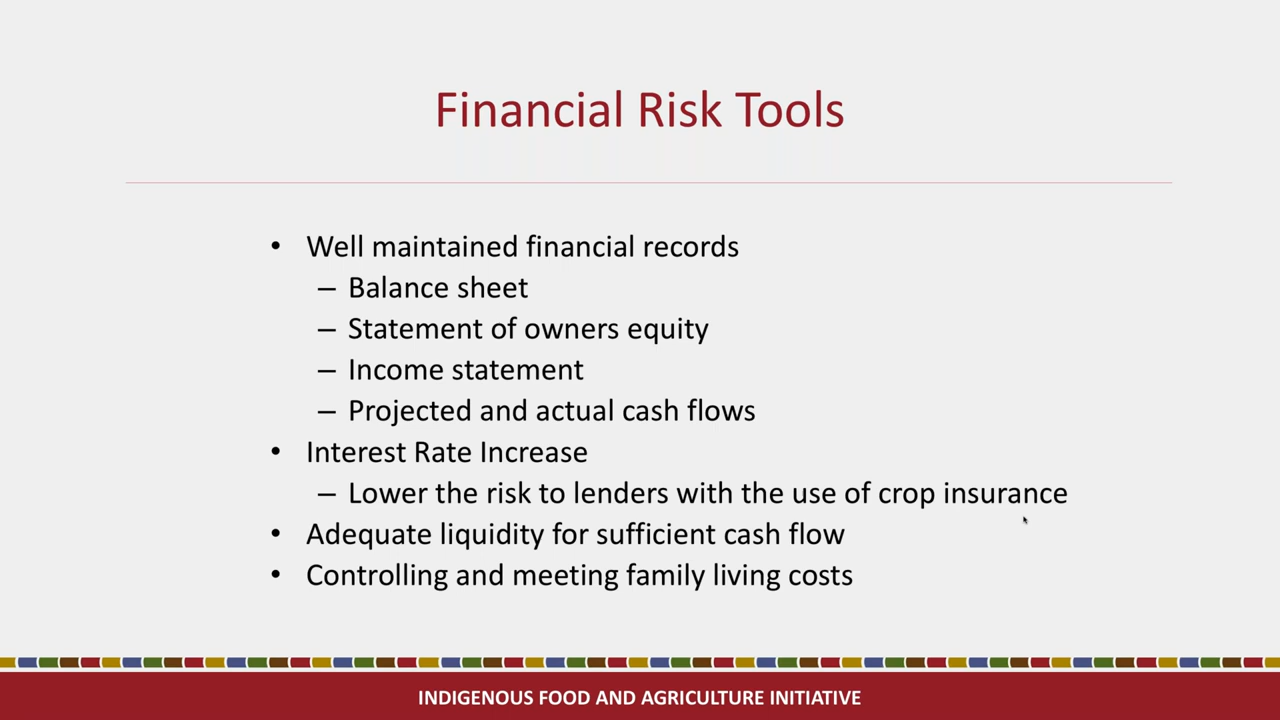 Financial Risk Tools
• Well maintained financial records
– Balance sheet
– Statement of owners equity
– Income statement
– Projected and actual cash flows
• Interest Rate Increase
– Lower the risk to lenders with the use of crop insurance
• Adequate liquidity for sufficient cash flow
• Controlling and meeting family living costs
INDIGENOUS FOOD AND AGRICULTURE INITIATIVE